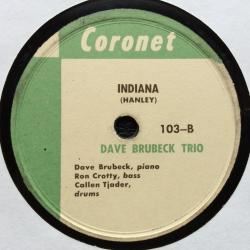 Coronet
INDIANA
(HANLEY)
103-B
DAVE BRUBECK TRIO
Dave Brubeck, piano
Ron Crotty, bass
Callen Tjader,
drums